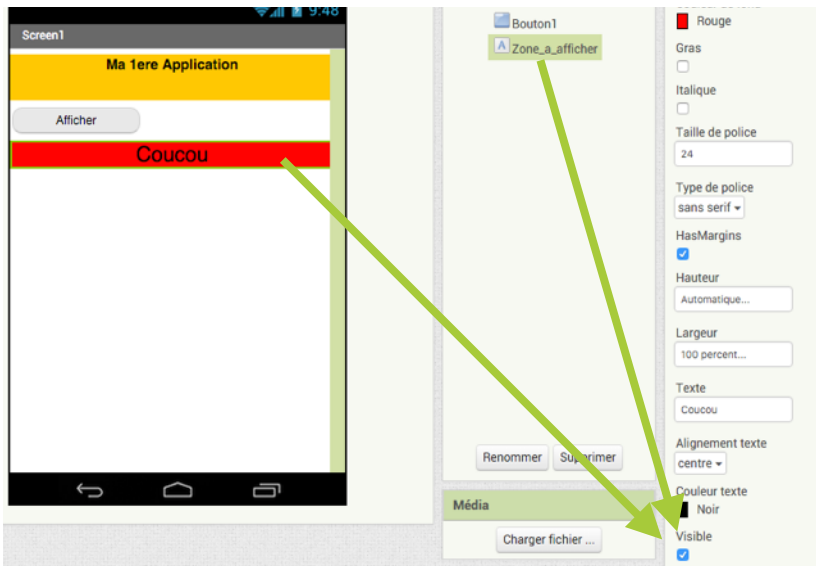 9:48
Screen1
Ma 1ere Application
Afficher
Coucou
Bouton1
Zone_a_afficher
Renommer
Supprimer
Média
Charger fichier ...
Rouge
Gras
Italique
Taille de police
24
Type de police
sans serif
HasMargins
Hauteur
Automatique...
Largeur
100 percent...
Texte
Coucou
Alignement texte
centre
Couleur texte
Noir
Visible